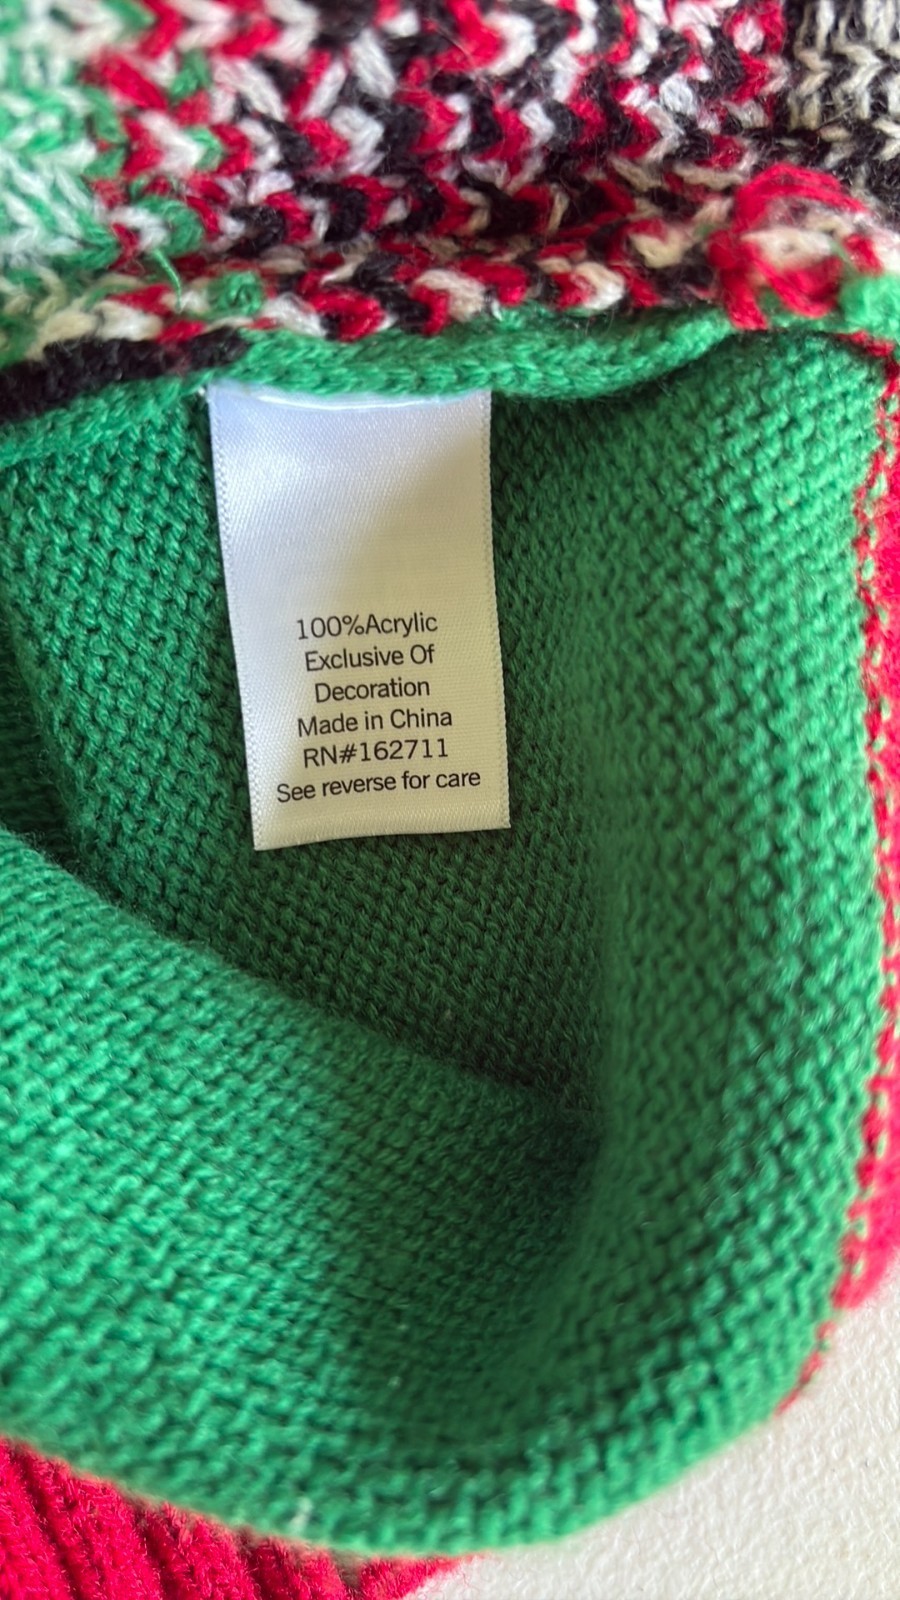 100%Acrylic
Exclusive Of
Decoration
Made in China
RN#162711
See reverse for care